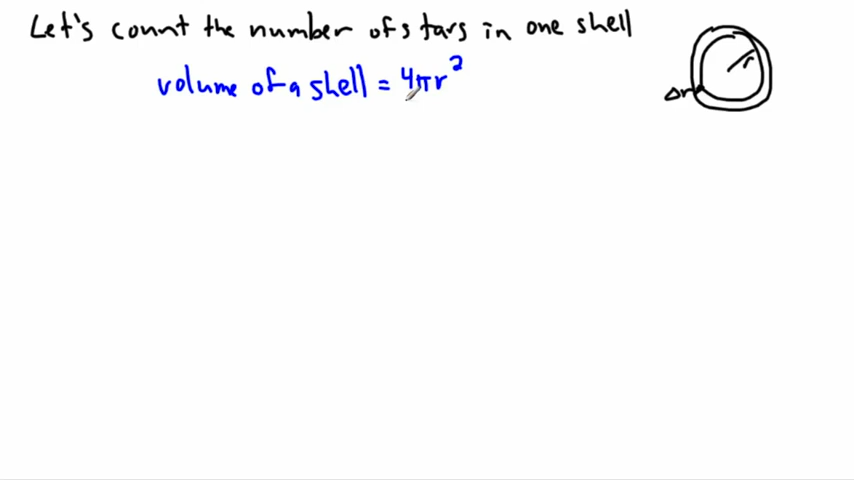 Let's count the number of stars in one shell
volume of a shell = 4πr²
r
Δr